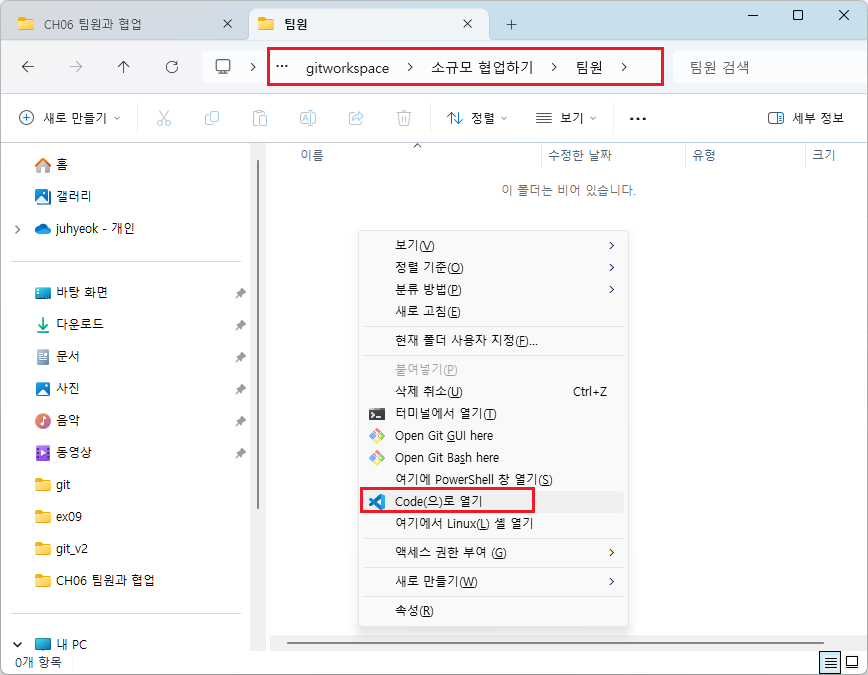 CH06 팀원과 협업
팀원
gitworkspace 소규모 협업하기 팀원
팀원 검색
새로 만들기
정렬
보기
세부 정보
이름 수정한 날짜 유형 크기
이 폴더는 비어 있습니다.
홈
갤러리
juhyeok - 개인
바탕 화면
다운로드
문서
사진
음악
동영상
git
ex09
git_v2
CH06 팀원과 협업
내 PC
0개 항목
보기(V)
정렬 기준(O)
분류 방법(P)
새로 고침(E)
현재 폴더 사용자 지정(F)...
붙여넣기(P)
삭제 취소(U) Ctrl+Z
터미널에서 열기(T)
Open Git GUI here
Open Git Bash here
여기에 PowerShell 창 열기(S)
Code(으)로 열기
여기에서 Linux(L) 셸 열기
액세스 권한 부여 (G)
새로 만들기(W)
속성(R)